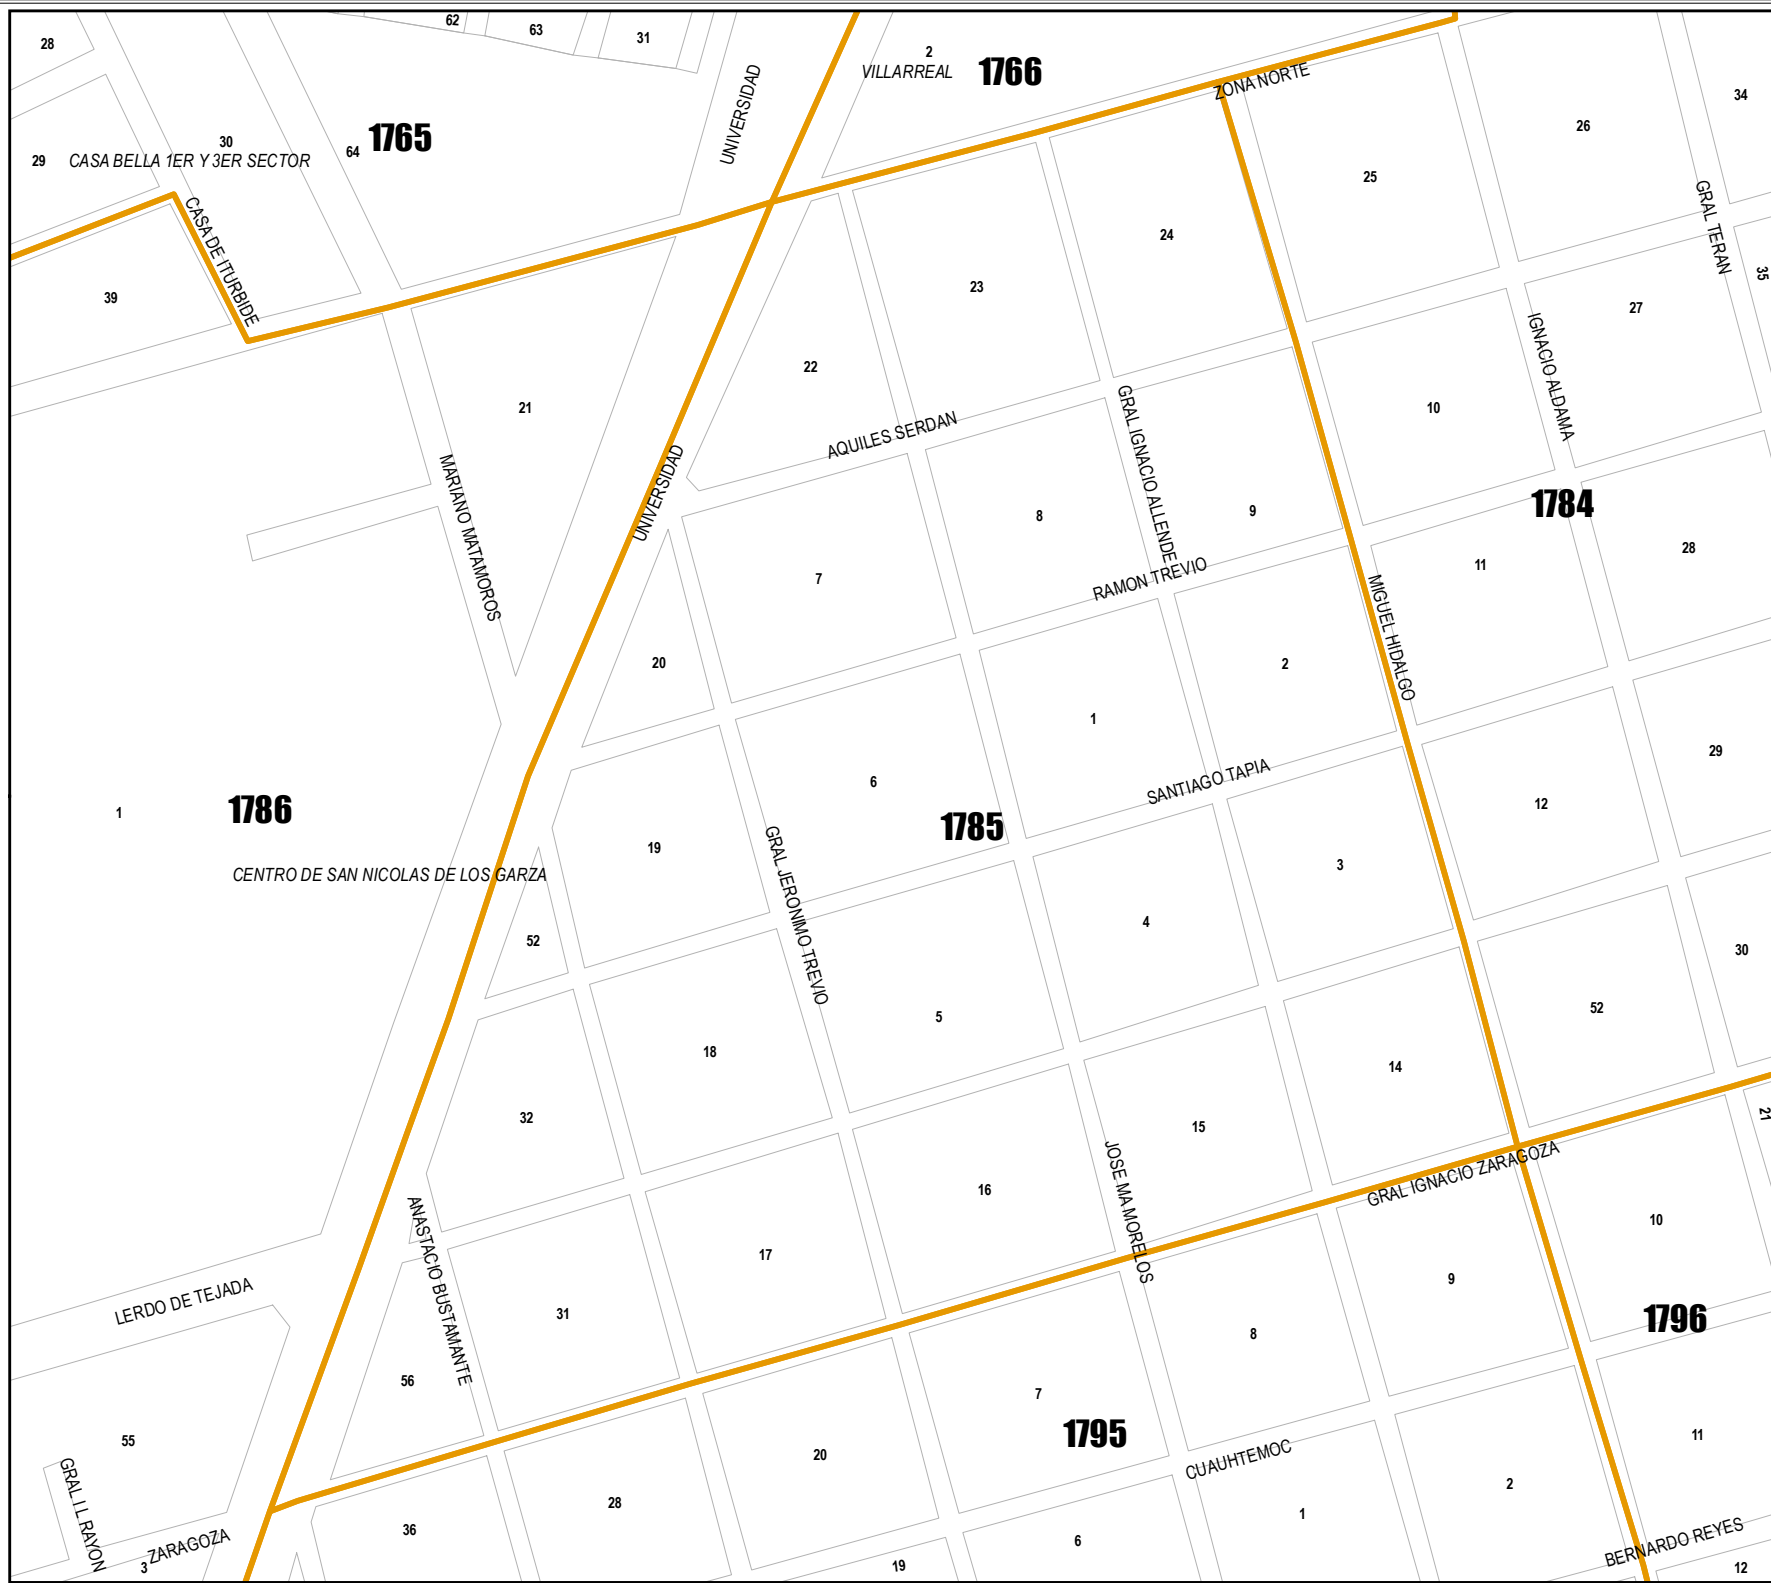 62
63
31
28
2
VILLARREAL
1766
UNIVERSIDAD
ZONA NORTE
34
26
30
64
1765
29
CASA BELLA 1ER Y 3ER SECTOR
25
GRAL TERAN
CASA DE ITURBIDE
24
35
39
23
27
22
IGNACIO ALDAMA
21
10
AQUILES SERDAN
GRAL IGNACIO ALLENDE
MARIANO MATAMOROS
UNIVERSIDAD
1784
8
9
28
7
11
RAMON TREVIO
MIGUEL HIDALGO
20
2
1
29
6
SANTIAGO TAPIA
12
1
1786
1785
19
3
CENTRO DE SAN NICOLAS DE LOS GARZA
GRAL JERONIMO TREVIO
4
52
30
52
5
18
14
32
15
21
GRAL IGNACIO ZARAGOZA
16
JOSE MA MORELOS
10
17
9
LERDO DE TEJADA
ANASTACIO BUSTAMANTE
31
1796
8
56
7
1795
55
11
20
CUAUHTEMOC
GRAL I L RAYON
28
2
1
36
ZARAGOZA
6
BERNARDO REYES
3
19
12